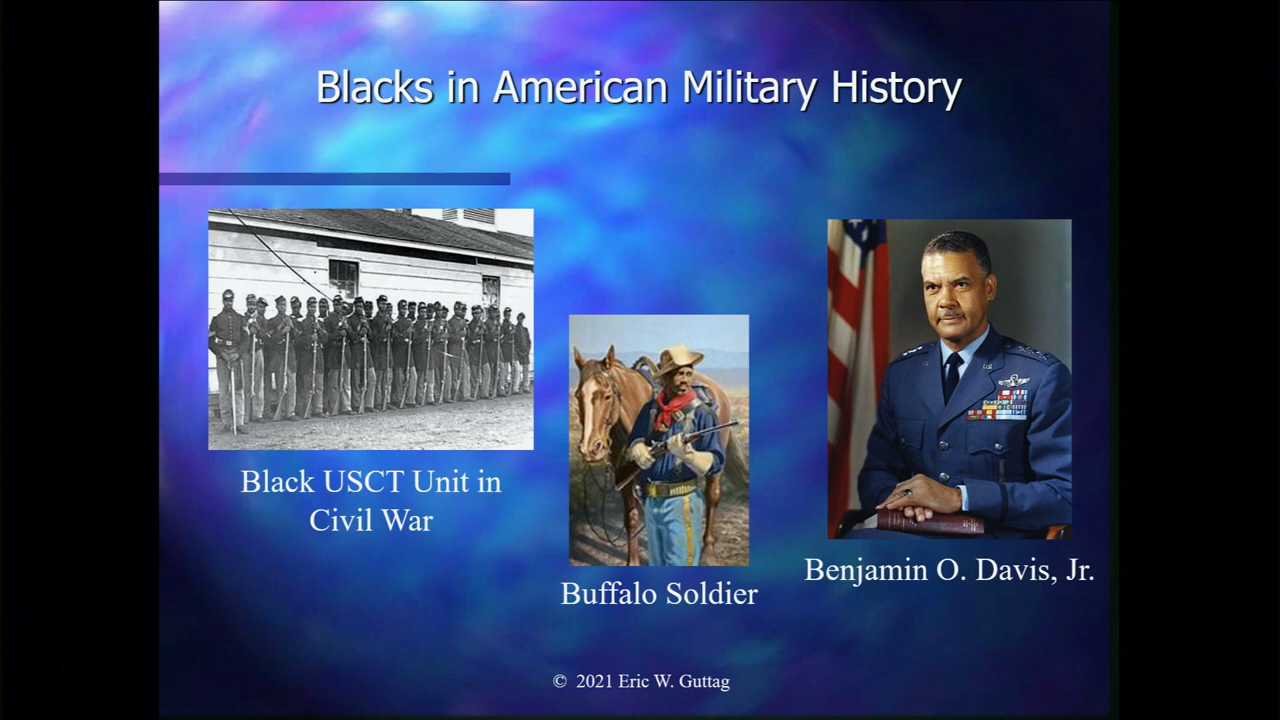 Blacks in American Military History
Black USCT Unit in
Civil War
Buffalo Soldier
Benjamin O. Davis, Jr.
© 2021 Eric W. Guttag